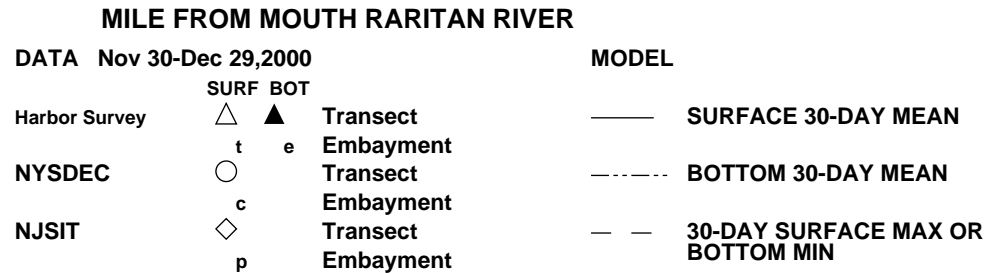 MILE FROM MOUTH RARITAN RIVER
DATA Nov 30-Dec 29,2000 MODEL
SURF BOT
Harbor Survey Transect SURFACE 30-DAY MEAN
t e Embayment
NYSDEC Transect BOTTOM 30-DAY MEAN
c Embayment
NJSIT Transect 30-DAY SURFACE MAX OR
p Embayment BOTTOM MIN